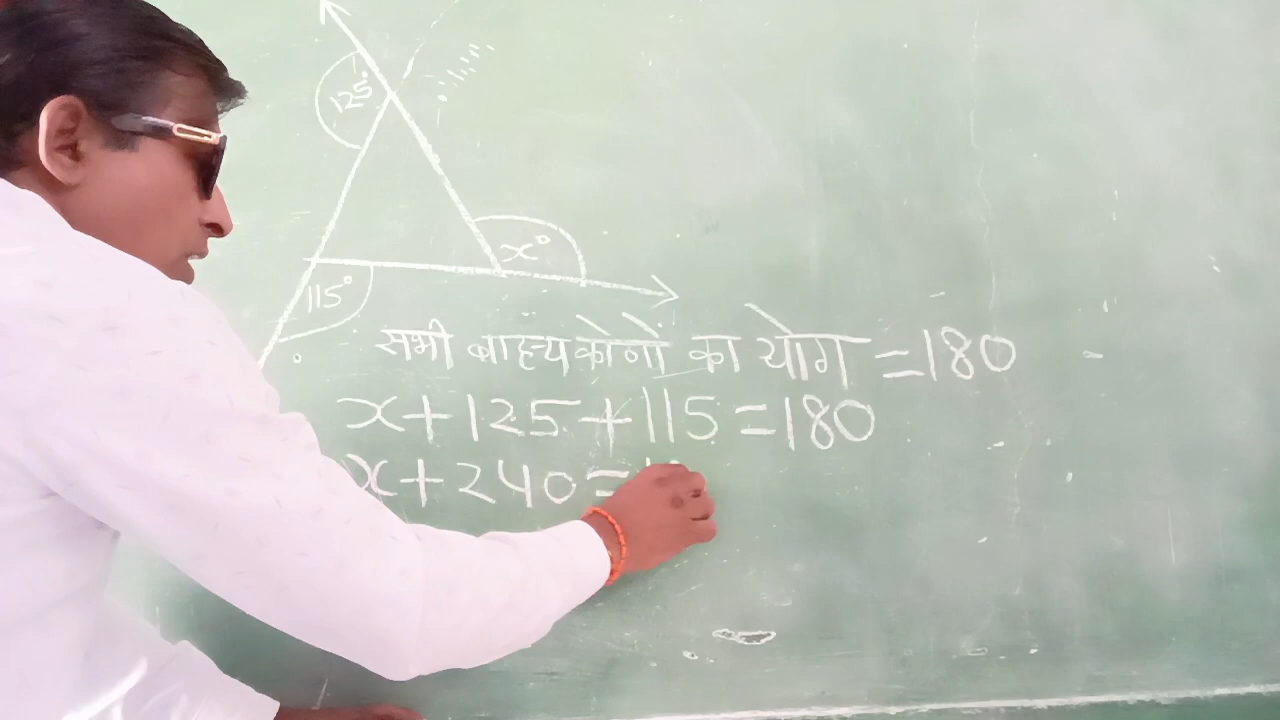 125°
x°
115°
सभी बाह्य कोणों का योग = 180
x + 125 + 115 = 180
x + 240 =